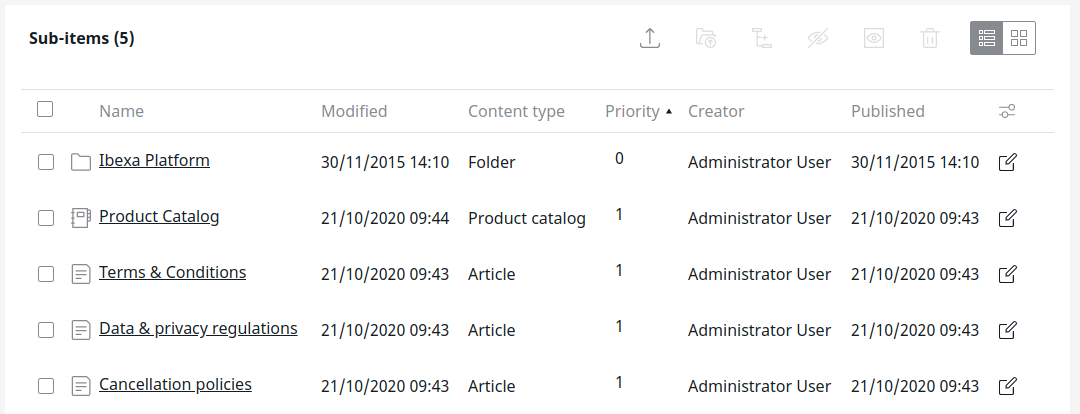 Sub-items (5)
Name Modified Content type Priority Creator Published
Ibexa Platform 30/11/2015 14:10 Folder 0 Administrator User 30/11/2015 14:10
Product Catalog 21/10/2020 09:44 Product catalog 1 Administrator User 21/10/2020 09:43
Terms & Conditions 21/10/2020 09:43 Article 1 Administrator User 21/10/2020 09:43
Data & privacy regulations 21/10/2020 09:43 Article 1 Administrator User 21/10/2020 09:43
Cancellation policies 21/10/2020 09:43 Article 1 Administrator User 21/10/2020 09:43